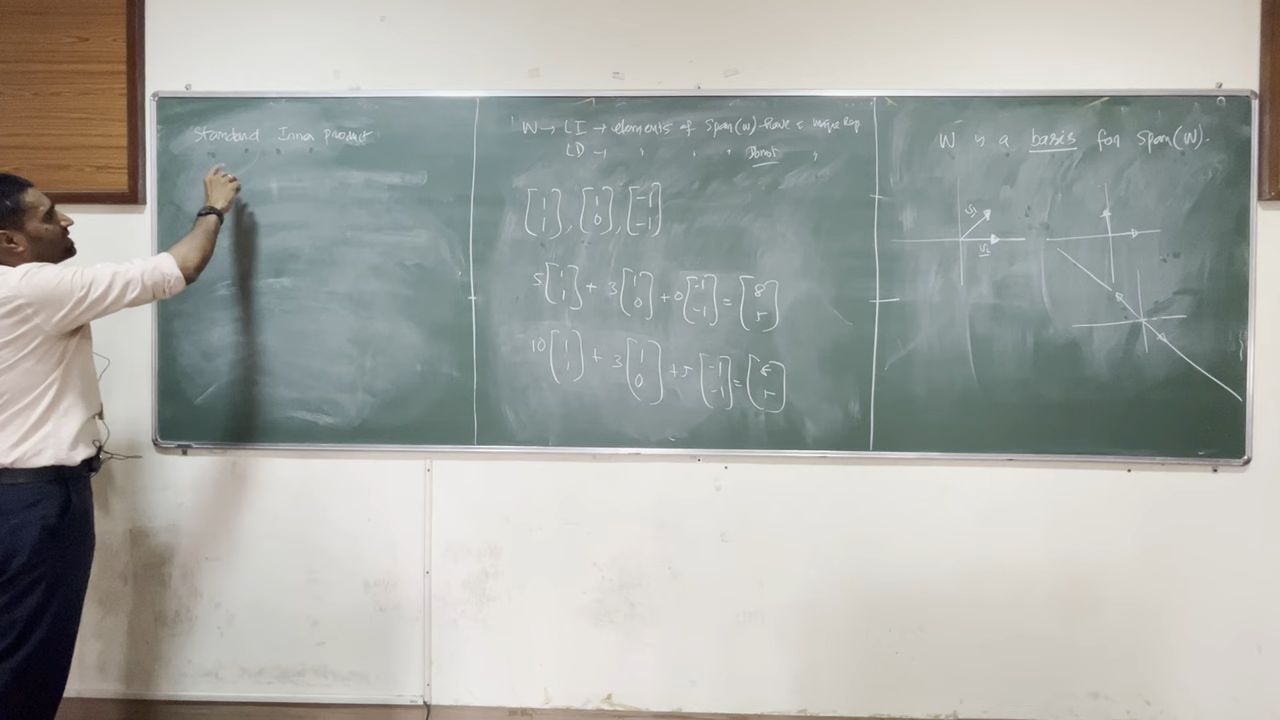 Standard Inner product
W → LI → elements of Span(W) have a unique rep
LD → " " " Do not "
[1 1], [1 0], [-1 -1]
5 [1 1] + 3 [1 0] + 0 [-1 -1] = [8 5]
10 [1 1] + 3 [1 0] + 5 [-1 -1] = [8 5]
W is a basis for Span(W).